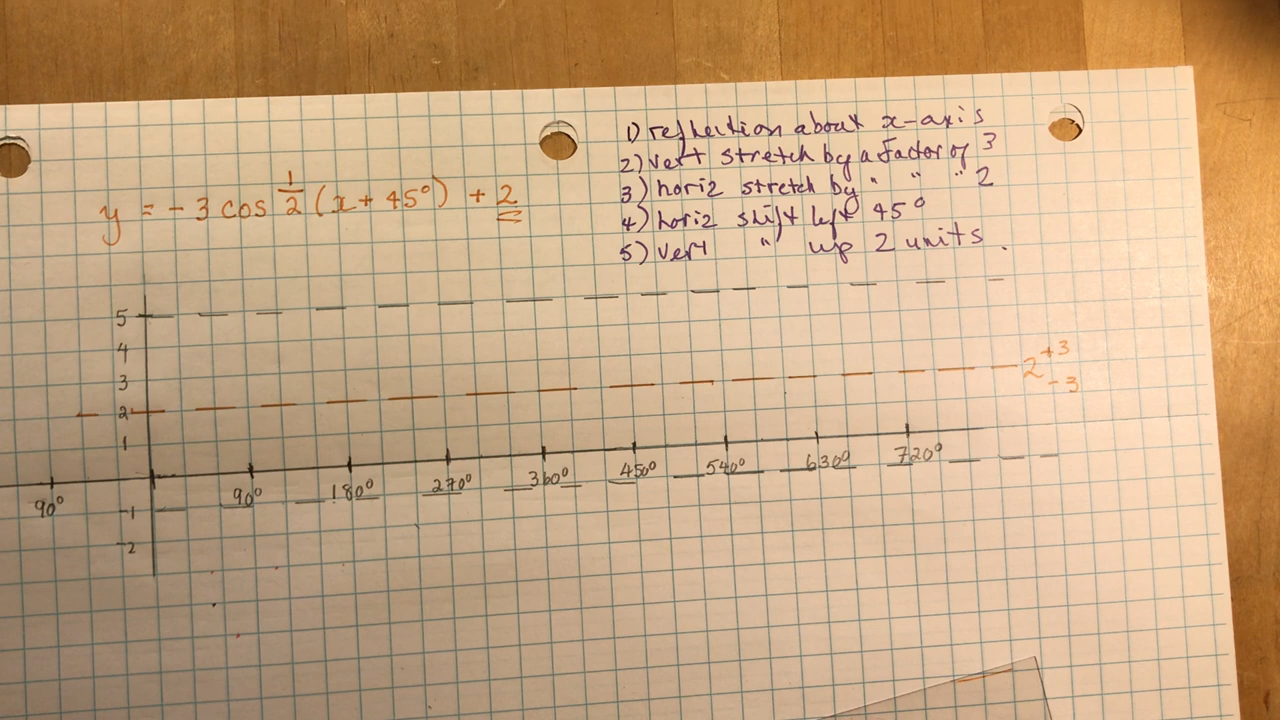 1) reflection about x-axis
2) vert stretch by a factor of 3
3) horiz stretch by " " " 2
4) horiz shift left 45°
5) vert " up 2 units.
y = -3 cos 1/2 (x + 45°) + 2
5
4
3
2
1
-1
-2
2 +3 -3
90° 90° 180° 270° 360° 450° 540° 630° 720°